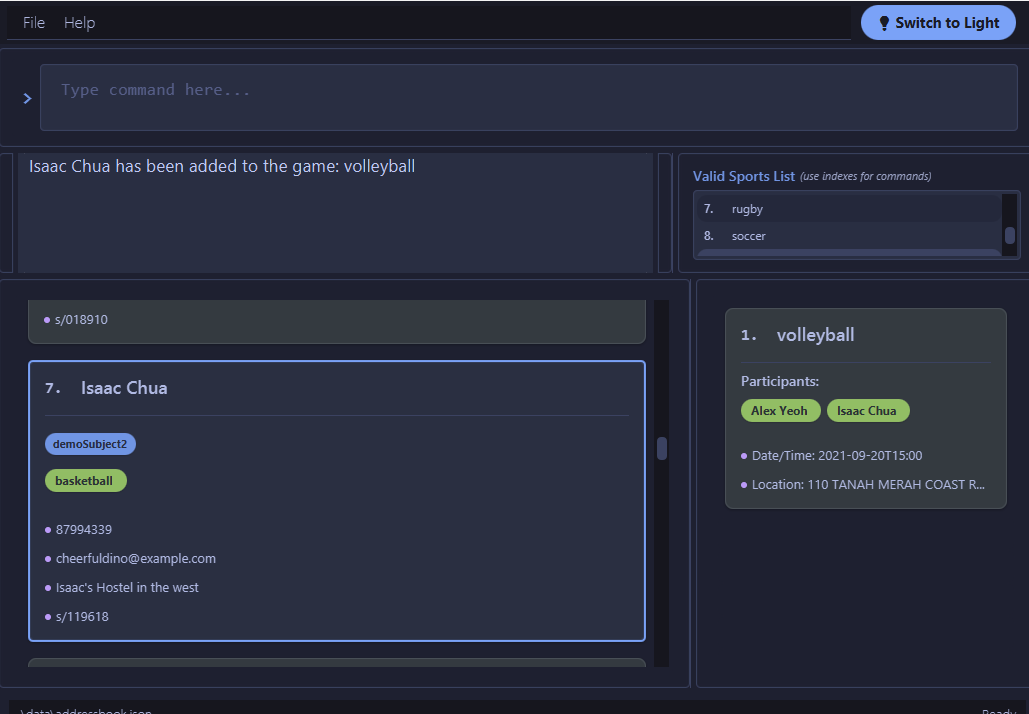 File Help
Switch to Light
>
Type command here...
Isaac Chua has been added to the game: volleyball
Valid Sports List (use indexes for commands)
7. rugby
8. soccer
s/018910
7. Isaac Chua
demoSubject2
basketball
87994339
cheerfuldino@example.com
Isaac's Hostel in the west
s/119618
1. volleyball
Participants:
Alex Yeoh Isaac Chua
Date/Time: 2021-09-20T15:00
Location: 110 TANAH MERAH COAST R...
.\data\addressbook.json
Ready